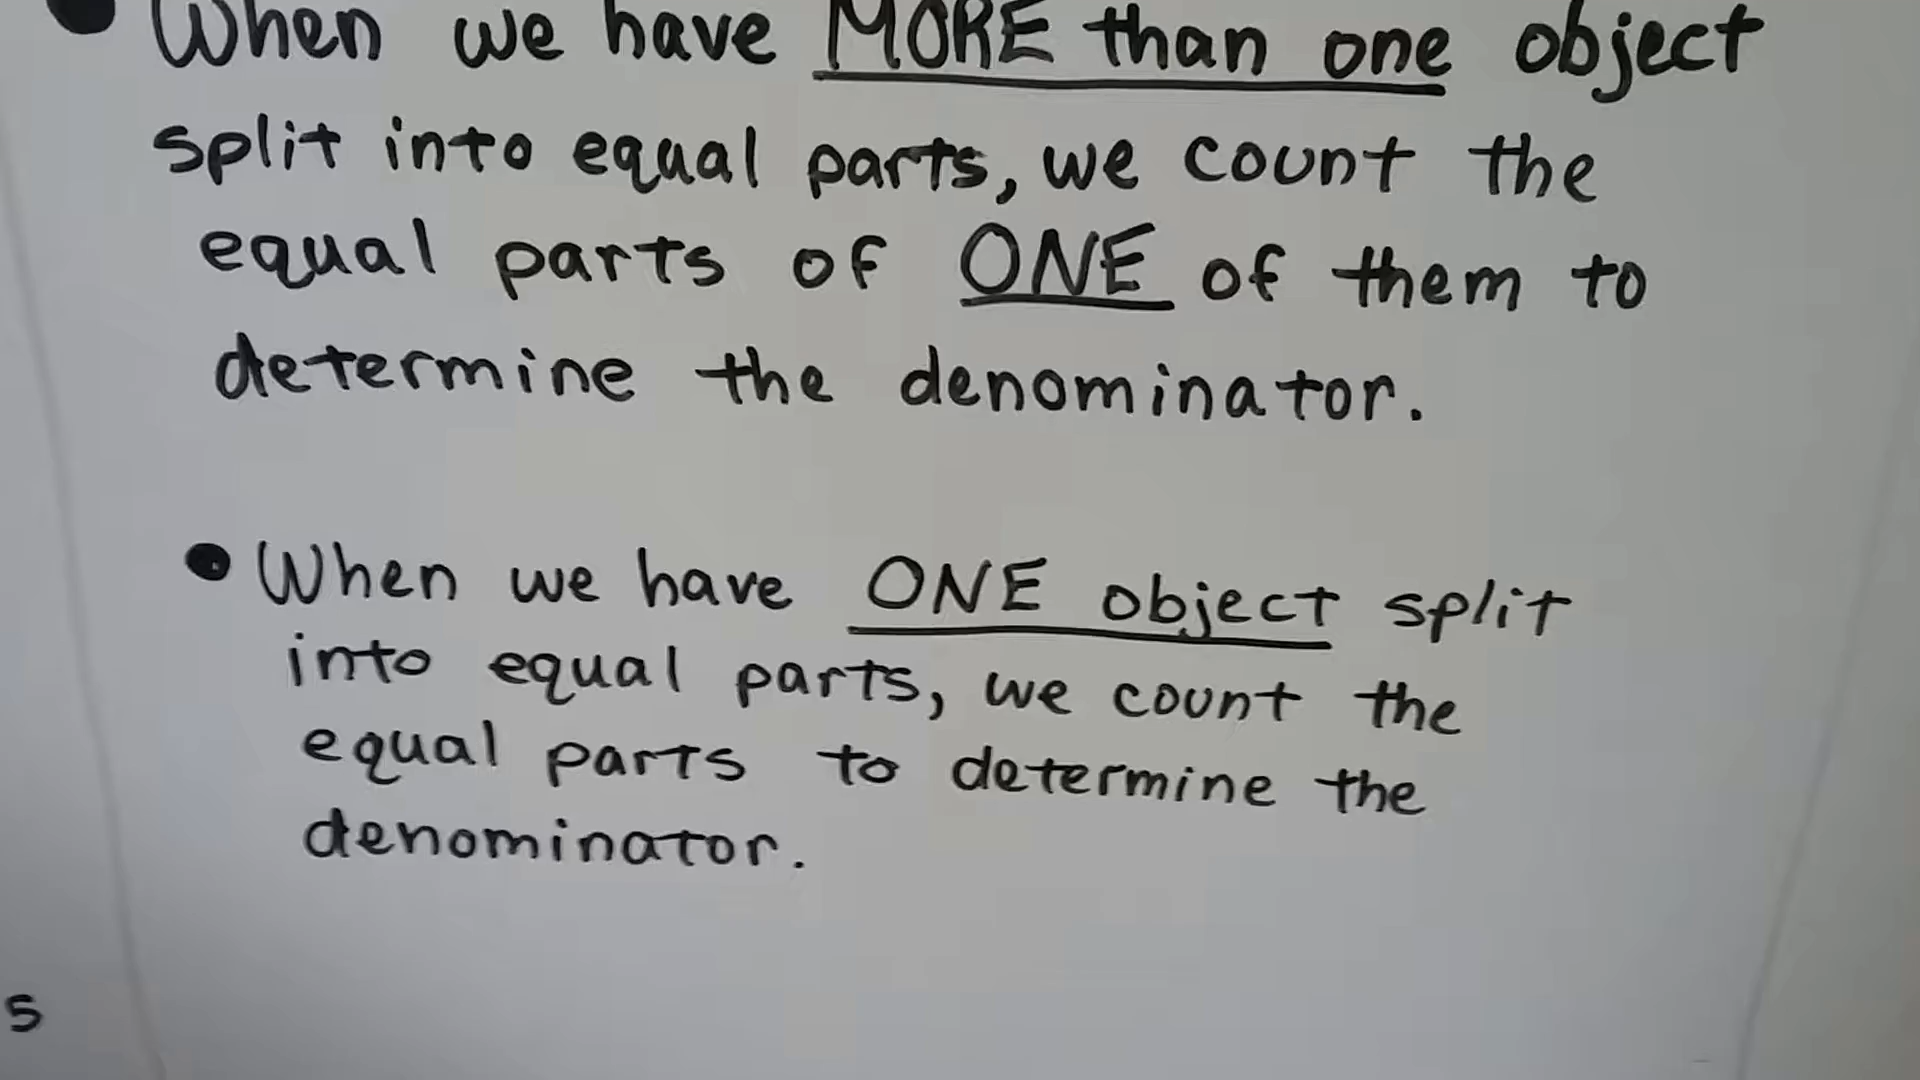 • When we have MORE than one object
split into equal parts, we count the
equal parts of ONE of them to
determine the denominator.
• When we have ONE object split
into equal parts, we count the
equal parts to determine the
denominator.
5